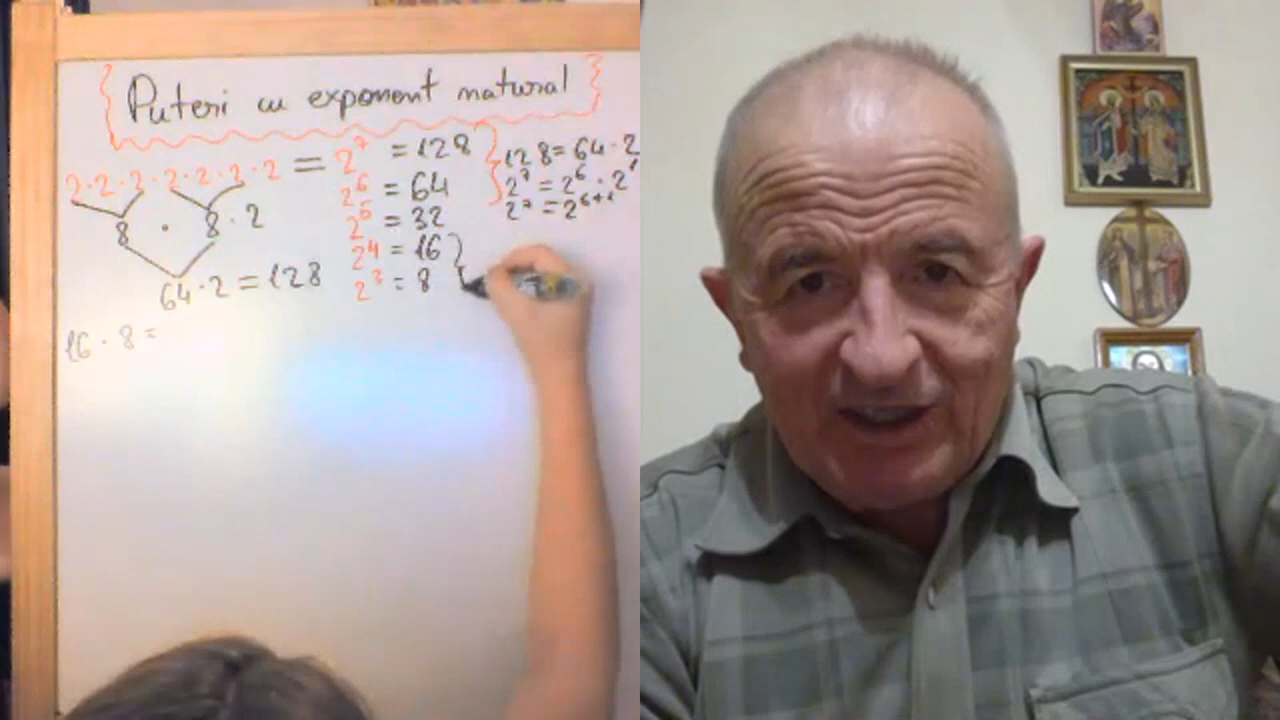 Puteri cu exponent natural
2·2·2·2·2·2·2 = 2⁷ = 128
2⁶ = 64
2⁵ = 32
2⁴ = 16
2³ = 8
8 · 8 · 2
64 · 2 = 128
16 · 8 =
128 = 64 · 2
2⁷ = 2⁶ · 2¹
2⁷ = 2⁶⁺¹